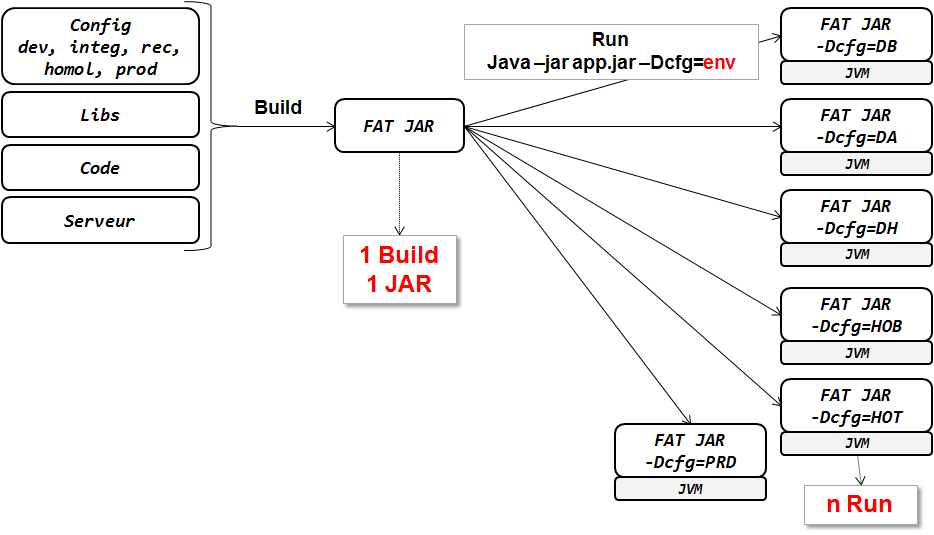 Config
dev, integ, rec,
homol, prod
Libs
Code
Serveur
Build
FAT JAR
1 Build
1 JAR
Run
Java –jar app.jar –Dcfg=env
FAT JAR
-Dcfg=DB
JVM
FAT JAR
-Dcfg=DA
JVM
FAT JAR
-Dcfg=DH
JVM
FAT JAR
-Dcfg=HOB
JVM
FAT JAR
-Dcfg=HOT
JVM
FAT JAR
-Dcfg=PRD
JVM
n Run